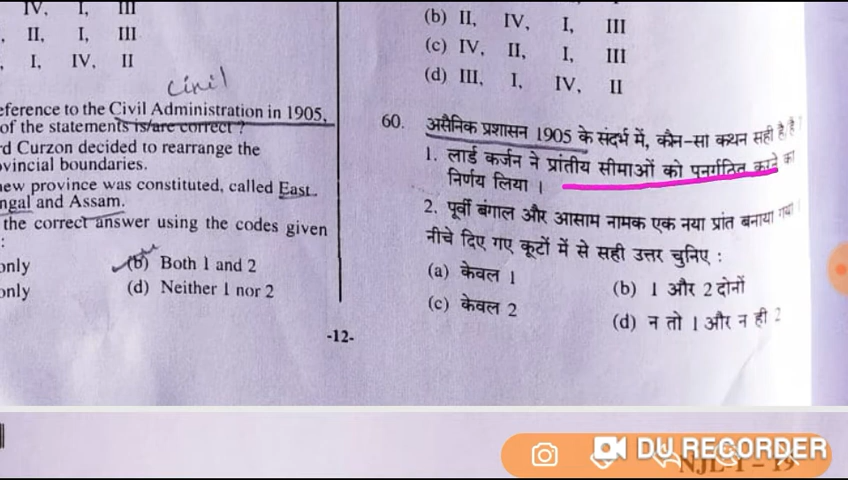 IV, I, III
, II, I, III
, I, IV, II
civil
eference to the Civil Administration in 1905,
of the statements is/are correct ?
rd Curzon decided to rearrange the
ovincial boundaries.
new province was constituted, called East
ngal and Assam.
the correct answer using the codes given
:
only (b) Both 1 and 2
only (d) Neither 1 nor 2
-12-
(b) II, IV, I, III
(c) IV, II, I, III
(d) III, I, IV, II
60. असैनिक प्रशासन 1905 के संदर्भ में, कौन-सा कथन सही है/है ?
1. लार्ड कर्जन ने प्रांतीय सीमाओं को पुनर्गठित करने का
निर्णय लिया ।
2. पूर्वी बंगाल और आसाम नामक एक नया प्रांत बनाया गया ।
नीचे दिए गए कूटों में से सही उत्तर चुनिए :
(a) केवल 1 (b) 1 और 2 दोनों
(c) केवल 2 (d) न तो 1 और न ही 2
DU RECORDER
NJL-1 – 19